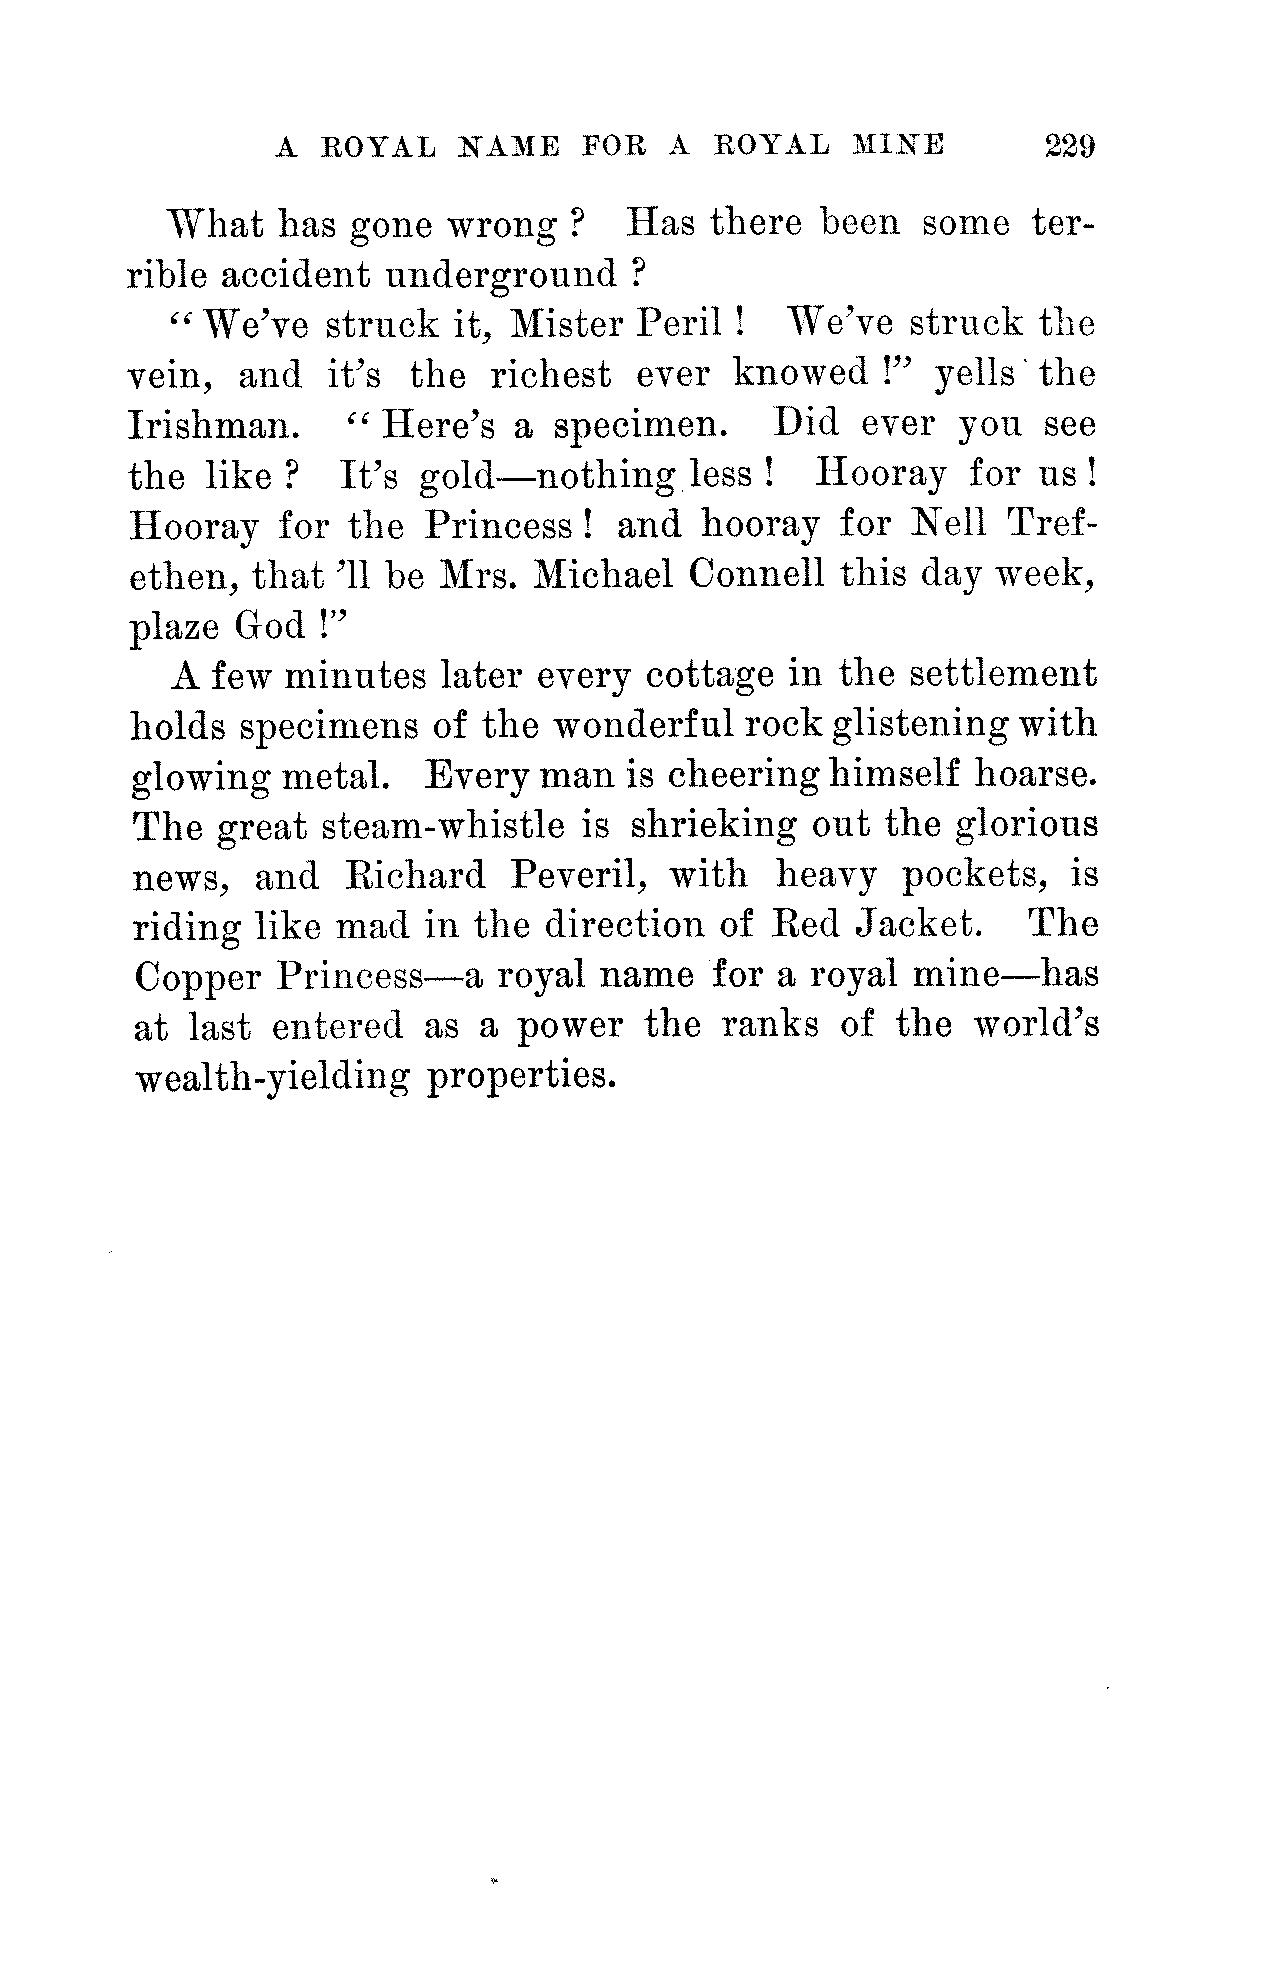 A ROYAL NAME FOR A ROYAL MINE 229
What has gone wrong ? Has there been some ter-
rible accident underground ?
“ We’ve struck it, Mister Peril ! We’ve struck the
vein, and it’s the richest ever knowed !” yells the
Irishman. “ Here’s a specimen. Did ever you see
the like ? It’s gold—nothing less ! Hooray for us !
Hooray for the Princess ! and hooray for Nell Tref-
ethen, that ’ll be Mrs. Michael Connell this day week,
plaze God !”
A few minutes later every cottage in the settlement
holds specimens of the wonderful rock glistening with
glowing metal. Every man is cheering himself hoarse.
The great steam-whistle is shrieking out the glorious
news, and Richard Peveril, with heavy pockets, is
riding like mad in the direction of Red Jacket. The
Copper Princess—a royal name for a royal mine—has
at last entered as a power the ranks of the world’s
wealth-yielding properties.